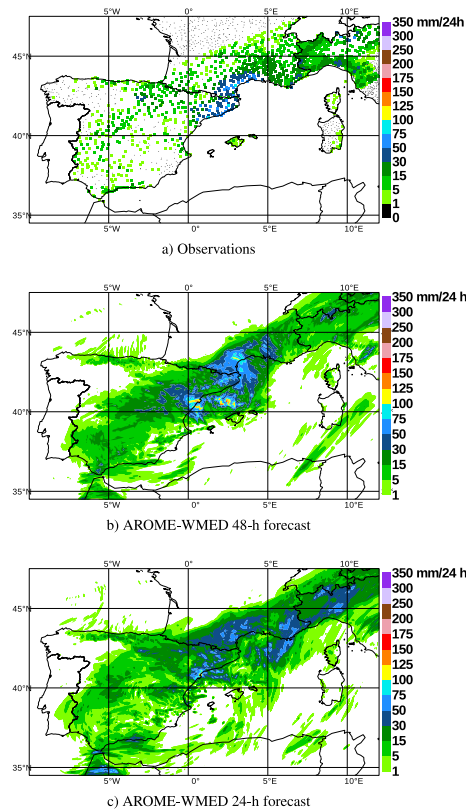 5°W 0° 5°E 10°E
45°N
40°N
35°N
5°W 0° 5°E 10°E
350 mm/24h
300
250
200
175
150
125
100
75
50
30
15
5
1
0
a) Observations
5°W 0° 5°E 10°E
45°N
40°N
35°N
350 mm/24 h
300
250
200
175
150
125
100
75
50
30
15
5
1
b) AROME-WMED 48-h forecast
5°W 0° 5°E 10°E
45°N
40°N
35°N
350 mm/24 h
300
250
200
175
150
125
100
75
50
30
15
5
1
c) AROME-WMED 24-h forecast